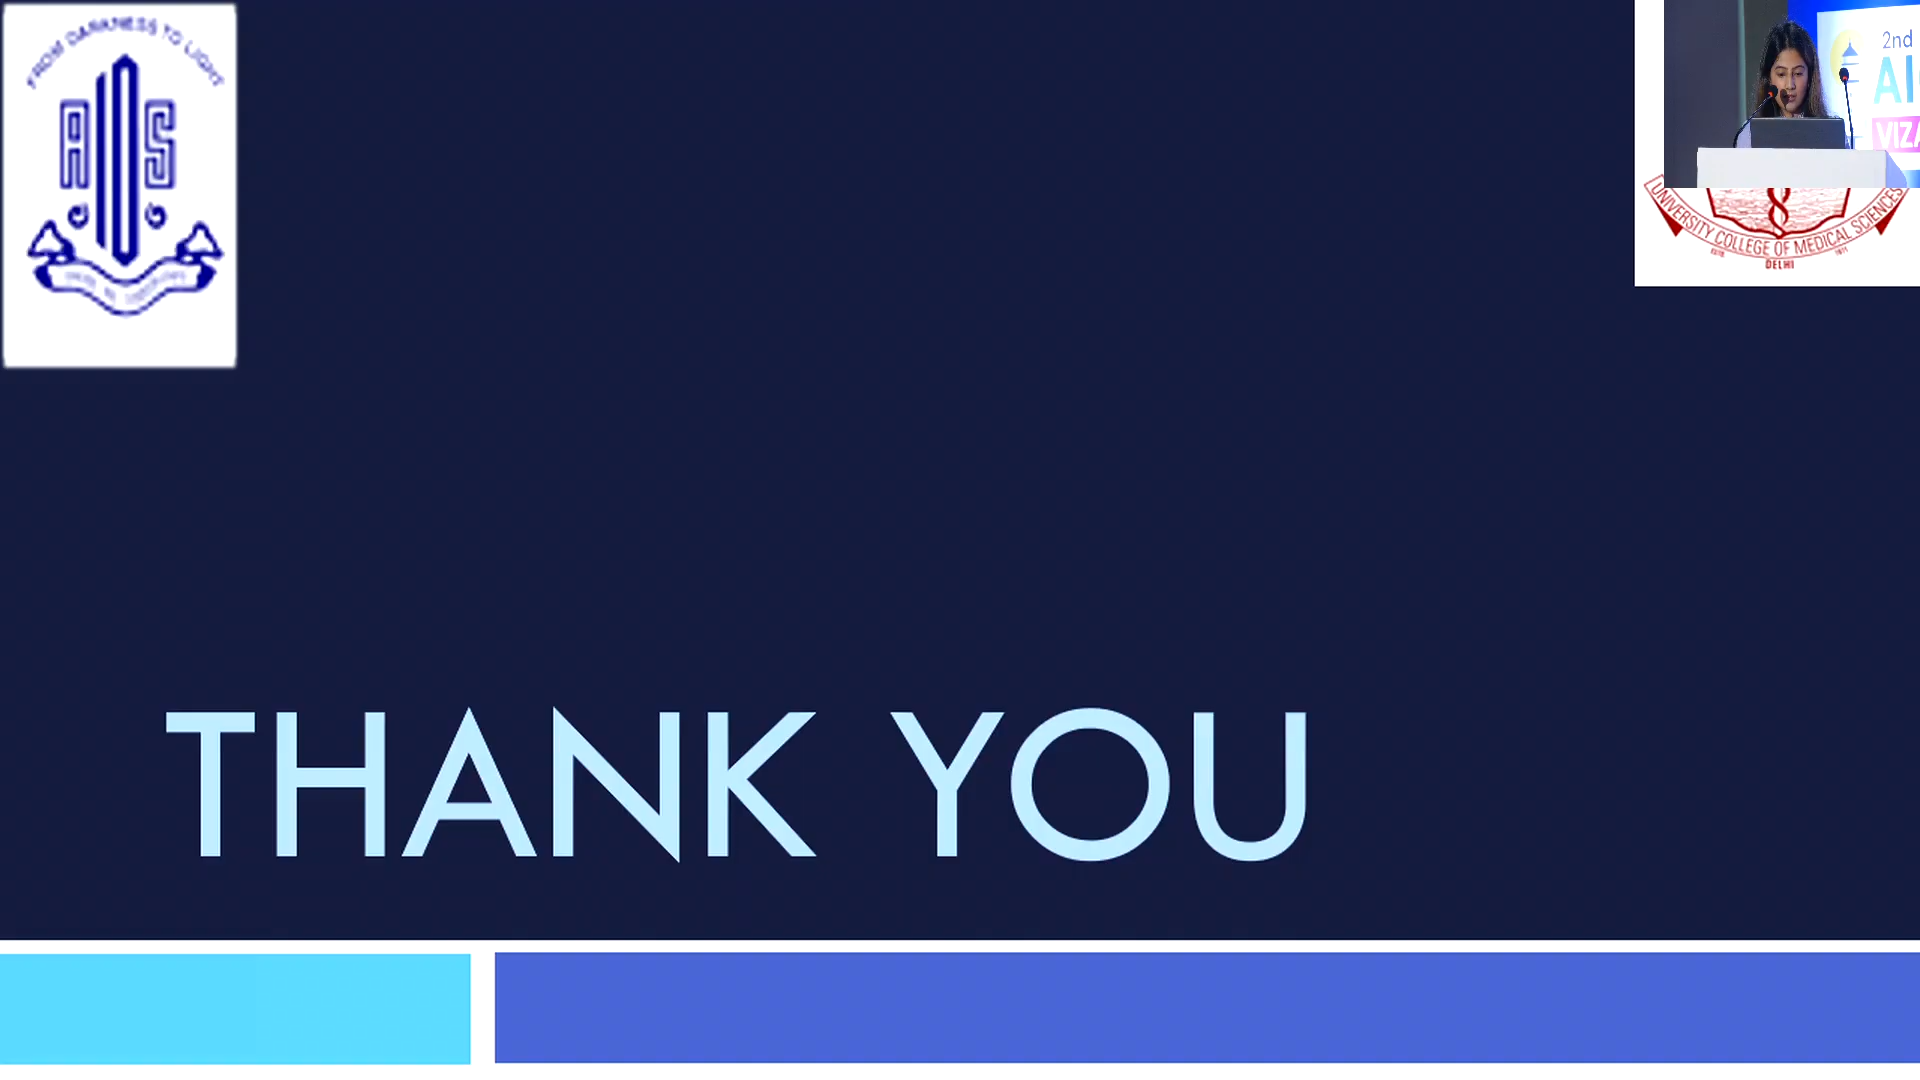 FROM DARKNESS TO LIGHT
AIOS
2nd
AI
VIZA
UNIVERSITY COLLEGE OF MEDICAL SCIENCES
DELHI
THANK YOU